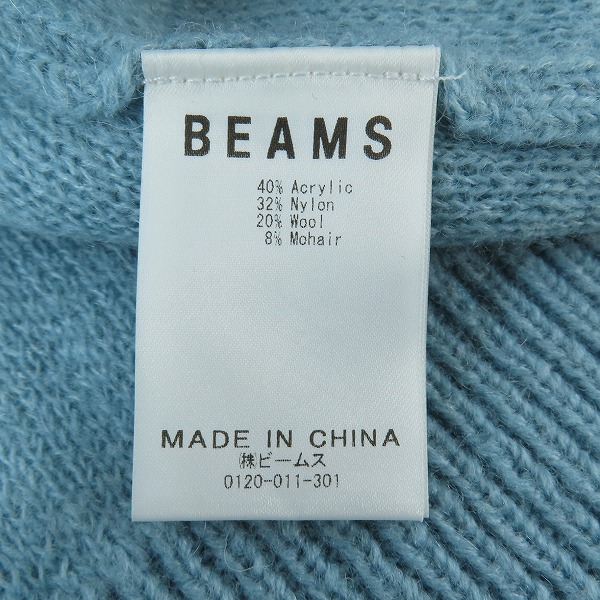 BEAMS
40% Acrylic
32% Nylon
20% Wool
8% Mohair
MADE IN CHINA
㈱ビームス
0120-011-301